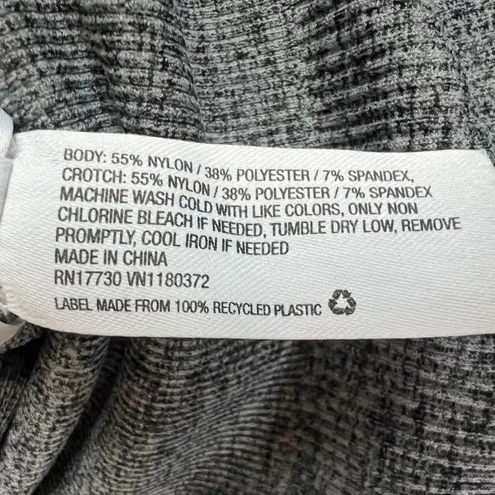 BODY: 55% NYLON / 38% POLYESTER / 7% SPANDEX,
CROTCH: 55% NYLON / 38% POLYESTER / 7% SPANDEX
MACHINE WASH COLD WITH LIKE COLORS, ONLY NON
CHLORINE BLEACH IF NEEDED, TUMBLE DRY LOW, REMOVE
PROMPTLY, COOL IRON IF NEEDED
MADE IN CHINA
RN17730 VN1180372
LABEL MADE FROM 100% RECYCLED PLASTIC